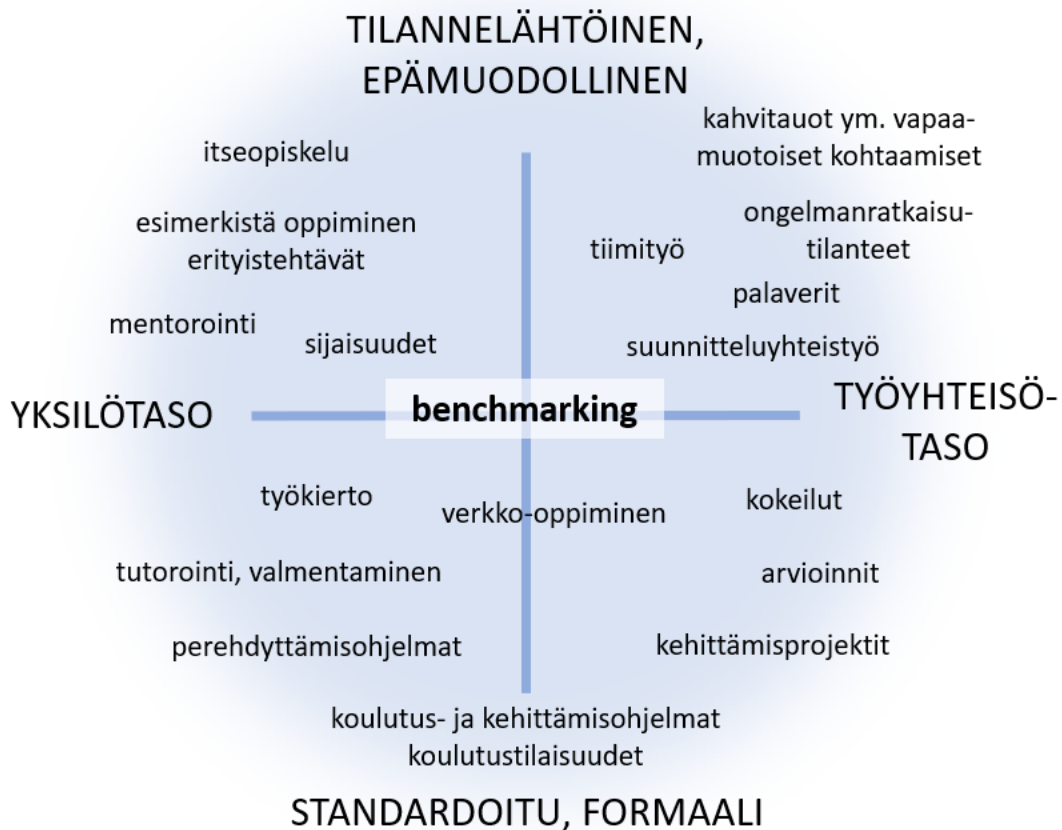 TILANNELÄHTÖINEN,
EPÄMUODOLLINEN
kahvitauot ym. vapaa-
muotoiset kohtaamiset
itseopiskelu
esimerkistä oppiminen
erityistehtävät
ongelmanratkaisu-
tilanteet
tiimityö
palaverit
mentorointi
sijaisuudet
suunnitteluyhteistyö
YKSILÖTASO
benchmarking
TYÖYHTEISÖ-
TASO
työkierto
verkko-oppiminen
kokeilut
tutorointi, valmentaminen
arvioinnit
perehdyttämisohjelmat
kehittämisprojektit
koulutus- ja kehittämisohjelmat
koulutustilaisuudet
STANDARDOITU, FORMAALI